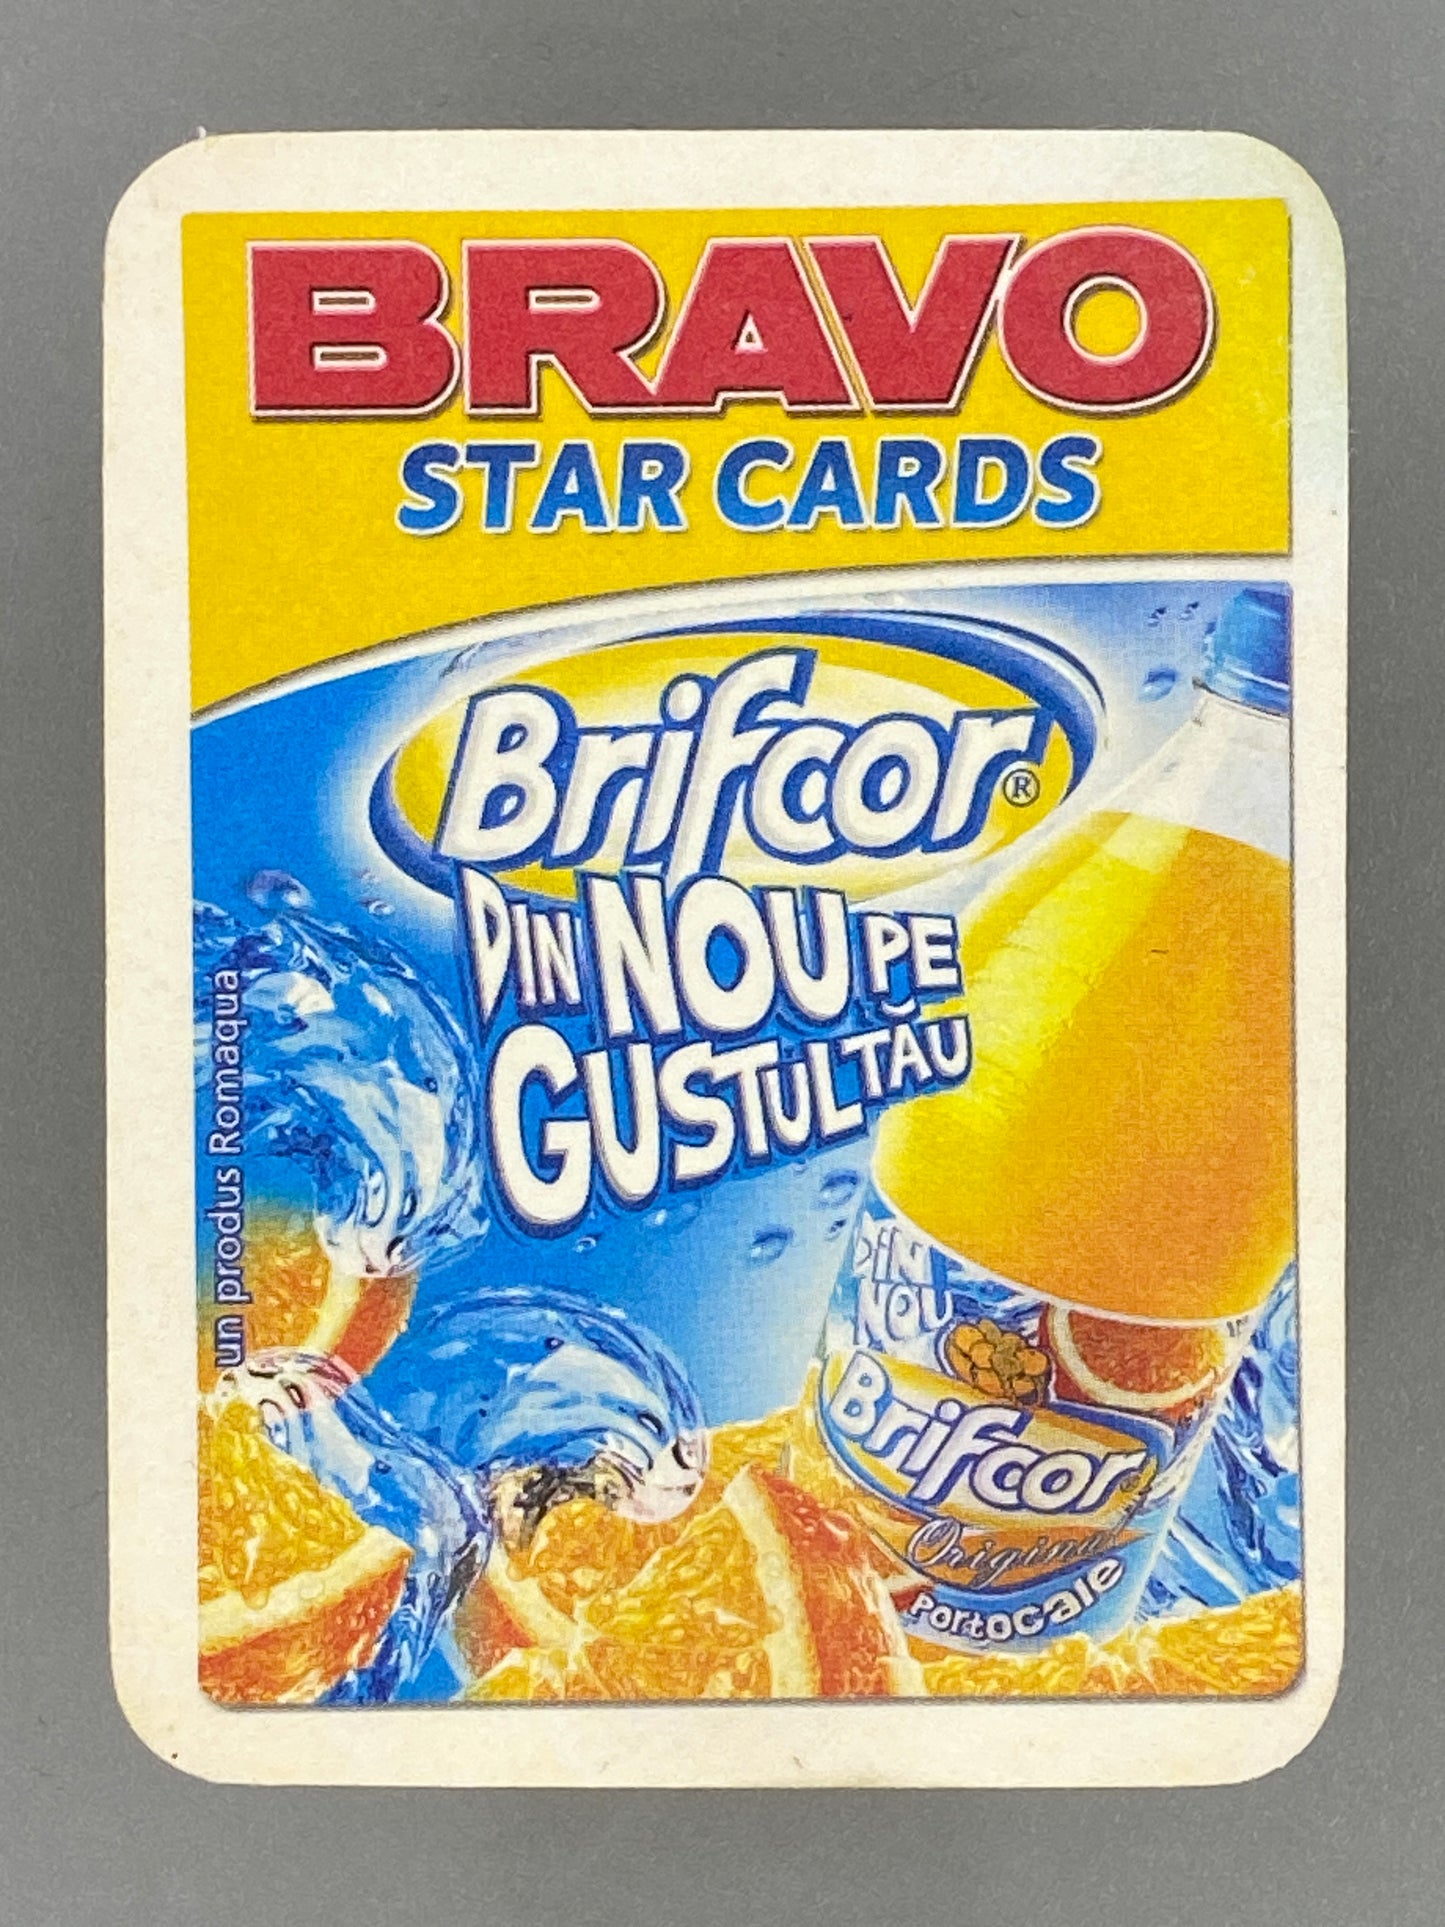 BRAVO
STAR CARDS
Brifcor®
DIN NOU PE
GUSTUL TĂU
un produs Romaqua
DIN
NOU
Brifcor
Original
Portocale